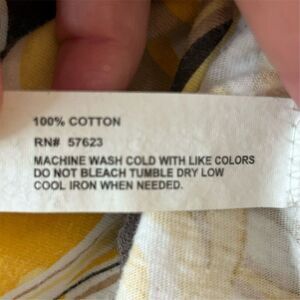 100% COTTON
RN# 57623
MACHINE WASH COLD WITH LIKE COLORS
DO NOT BLEACH TUMBLE DRY LOW
COOL IRON WHEN NEEDED.